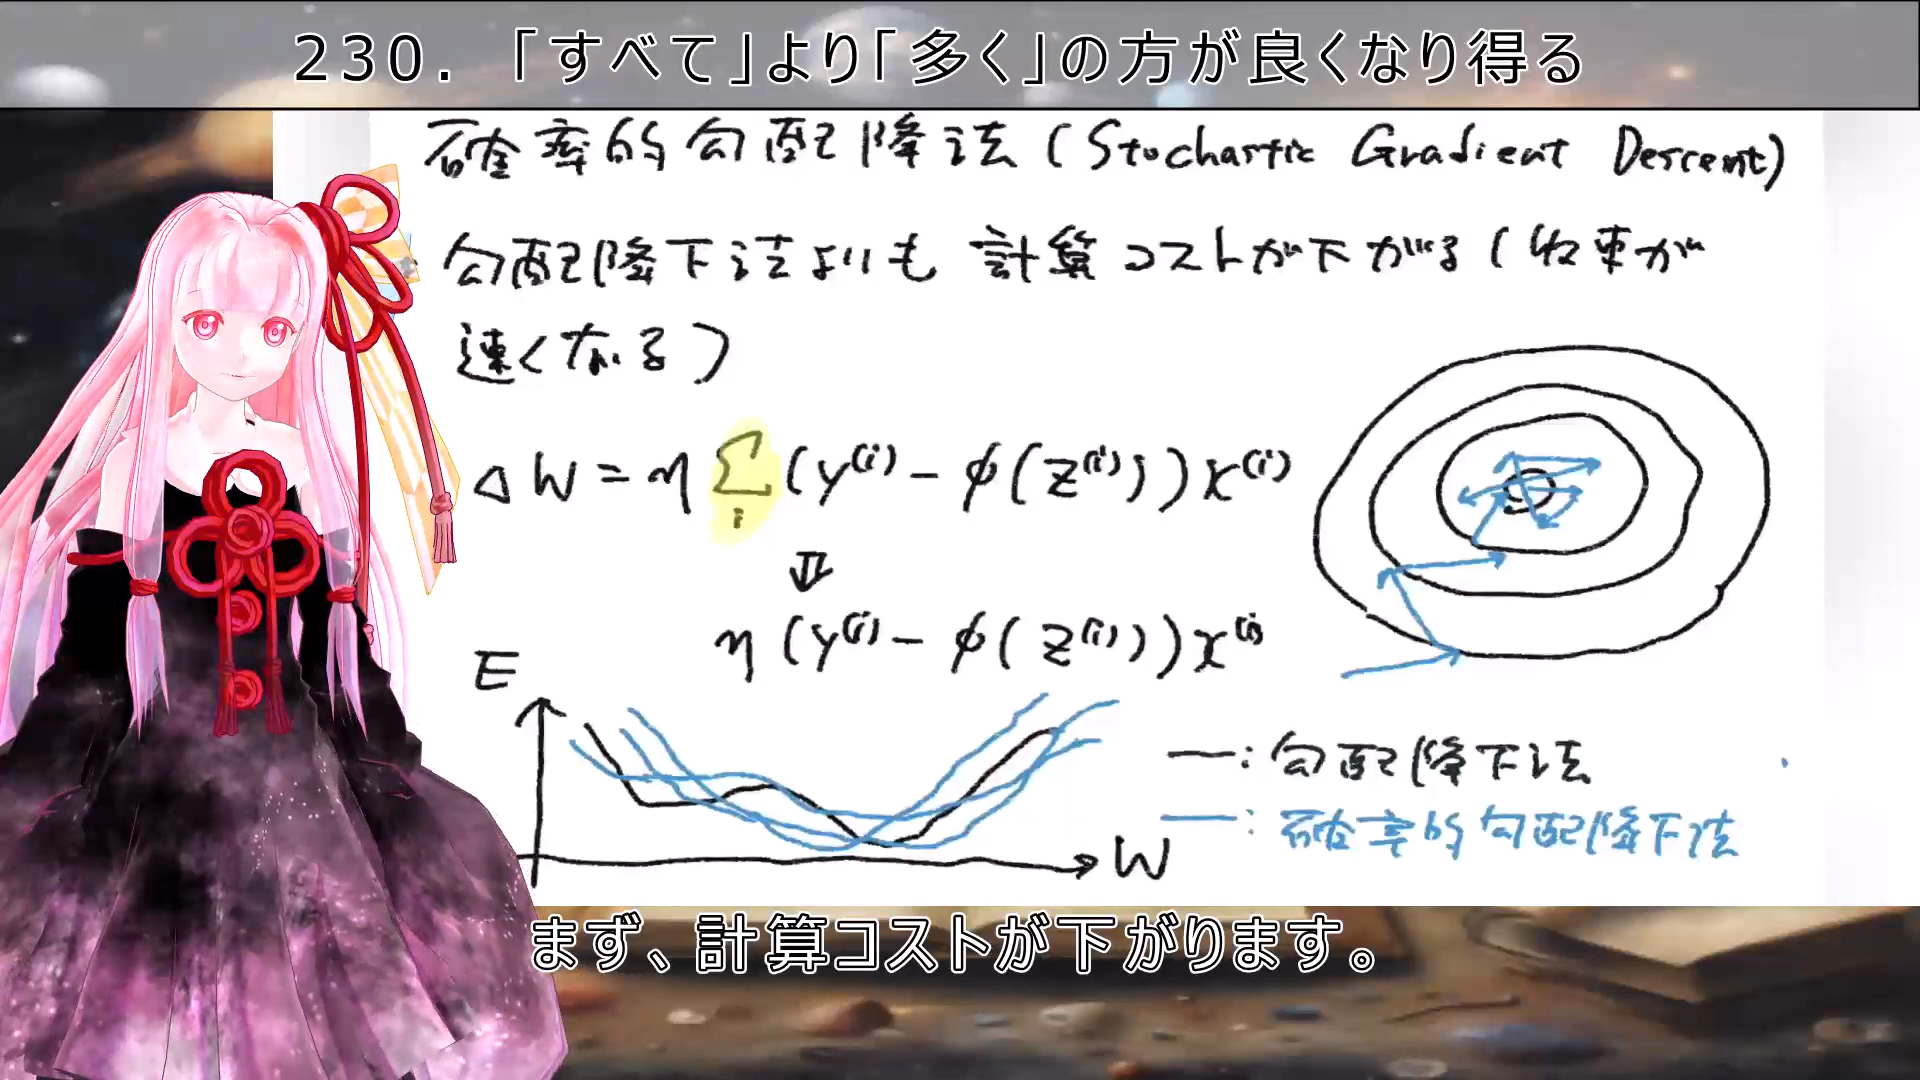 230.「すべて」より「多く」の方が良くなり得る
確率的勾配降下法(Stochastic Gradient Descent)
勾配降下法よりも計算コストが下がる(収束が
速くなる)
ΔW = η Σ_i (y^(i) - φ(z^(i))) x^(i)
⇓
η (y^(i) - φ(z^(i))) x^(i)
E
W
—:勾配降下法
—:確率的勾配降下法
まず、計算コストが下がります。